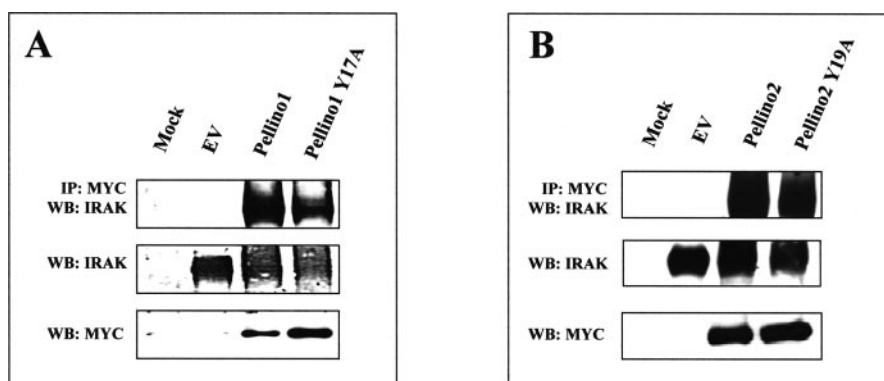 A
Mock
EV
Pellino1
Pellino1 Y17A
IP: MYC
WB: IRAK
WB: IRAK
WB: MYC
B
Mock
EV
Pellino2
Pellino2 Y19A
IP: MYC
WB: IRAK
WB: IRAK
WB: MYC